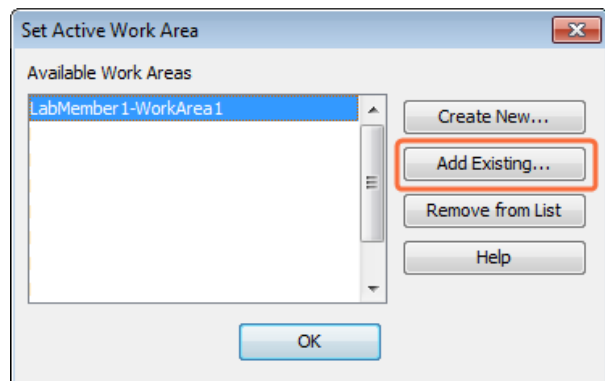 Set Active Work Area
Available Work Areas
LabMember1-WorkArea1
Create New...
Add Existing...
Remove from List
Help
OK